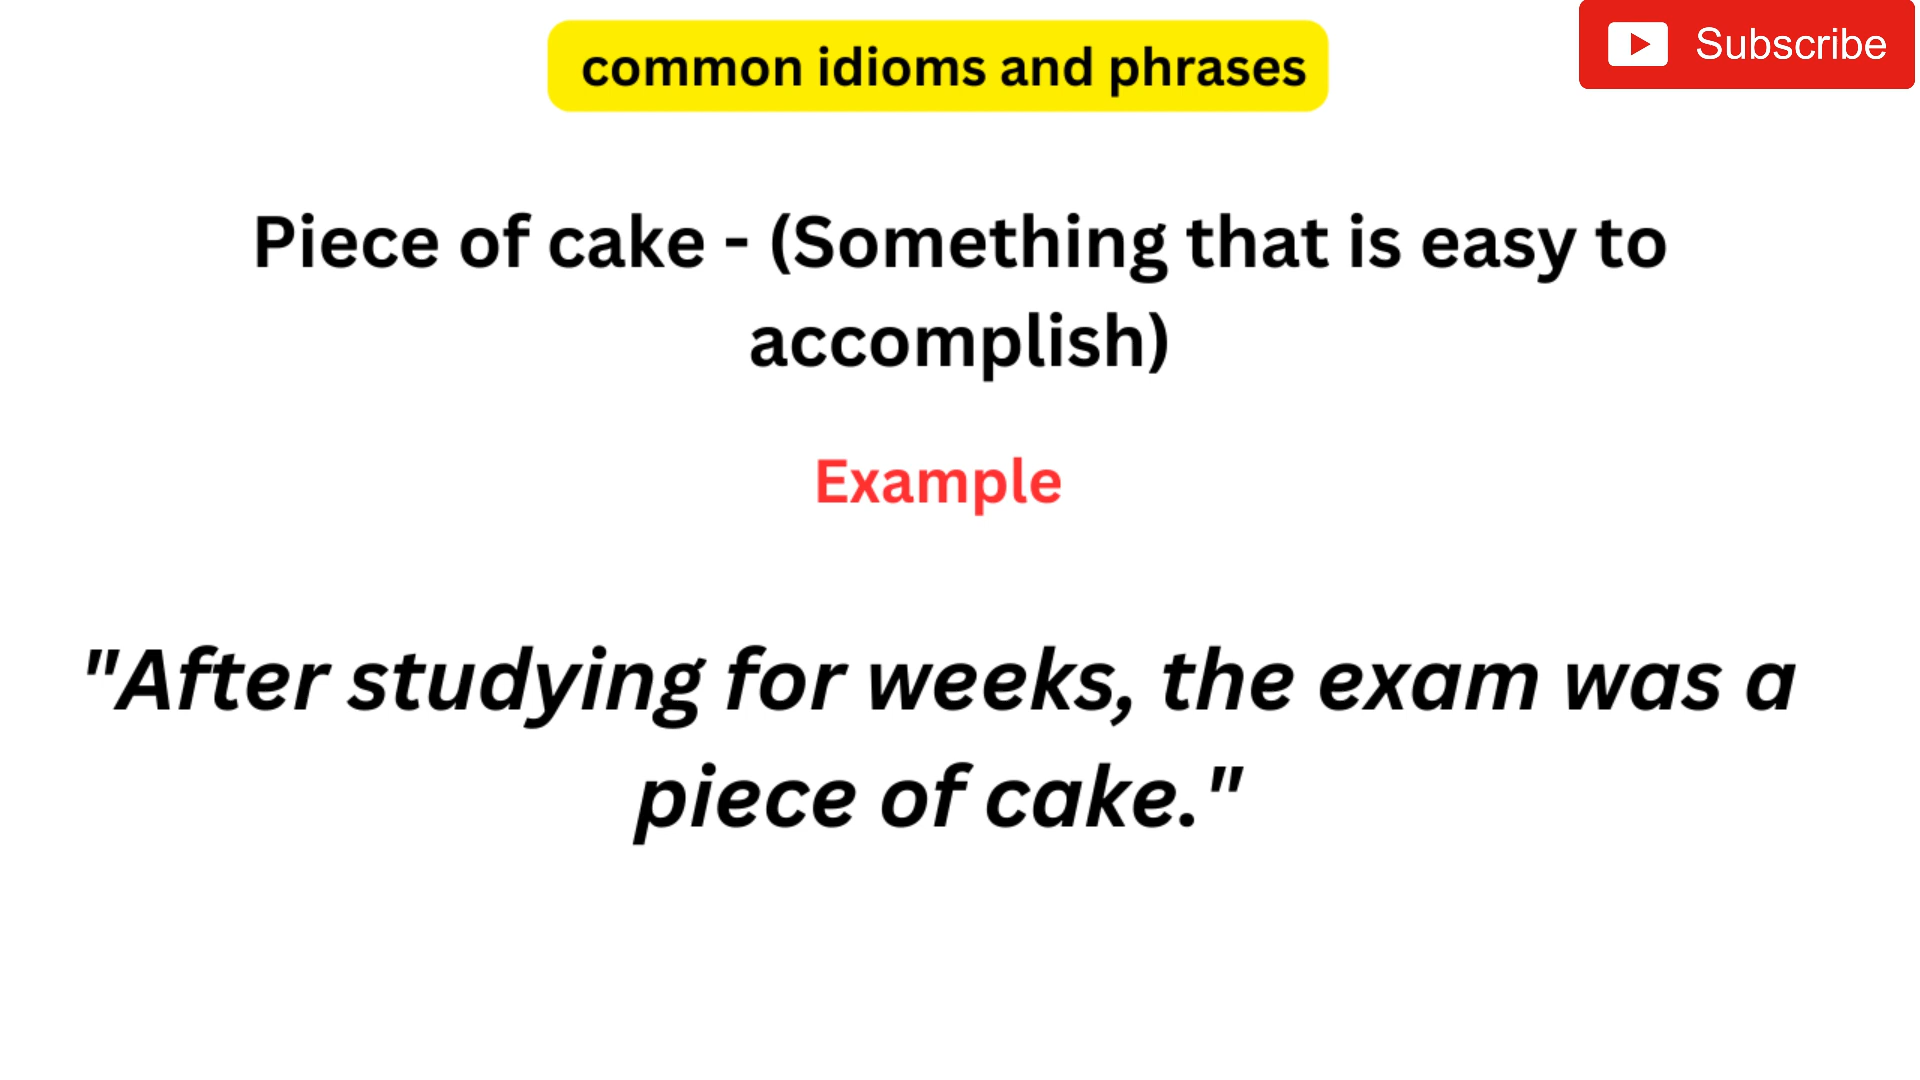 common idioms and phrases
Subscribe
Piece of cake - (Something that is easy to
accomplish)
Example
"After studying for weeks, the exam was a
piece of cake."